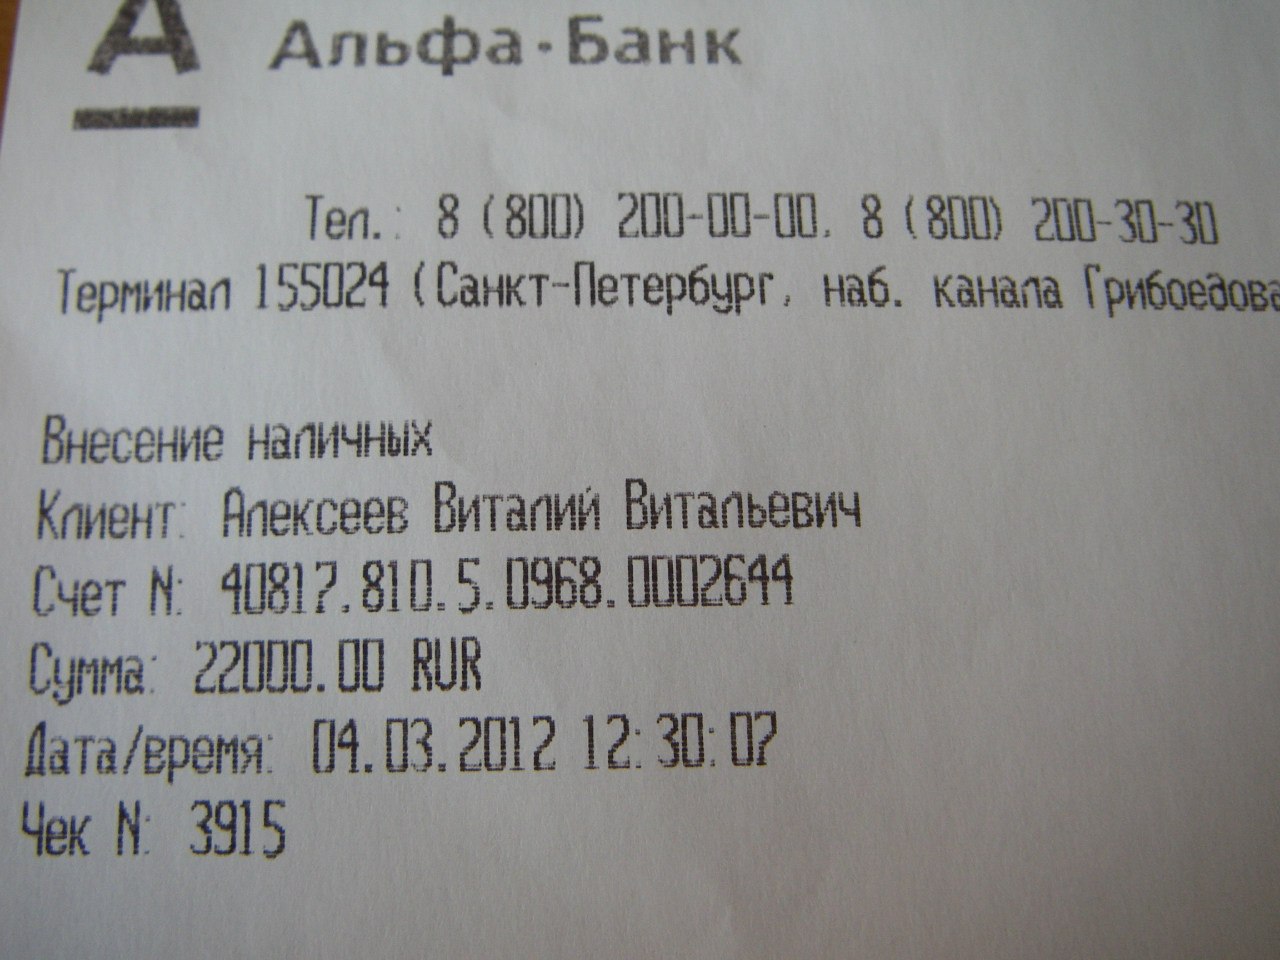 А Альфа·Банк
Тел.: 8 (800) 200-00-00, 8 (800) 200-30-30
Терминал 155024 (Санкт-Петербург, наб. канала Грибоедова
Внесение наличных
Клиент: Алексеев Виталий Витальевич
Счет N: 40817.810.5.0968.0002644
Сумма: 22000.00 RUR
Дата/время: 04.03.2012 12:30:07
Чек N: 3915